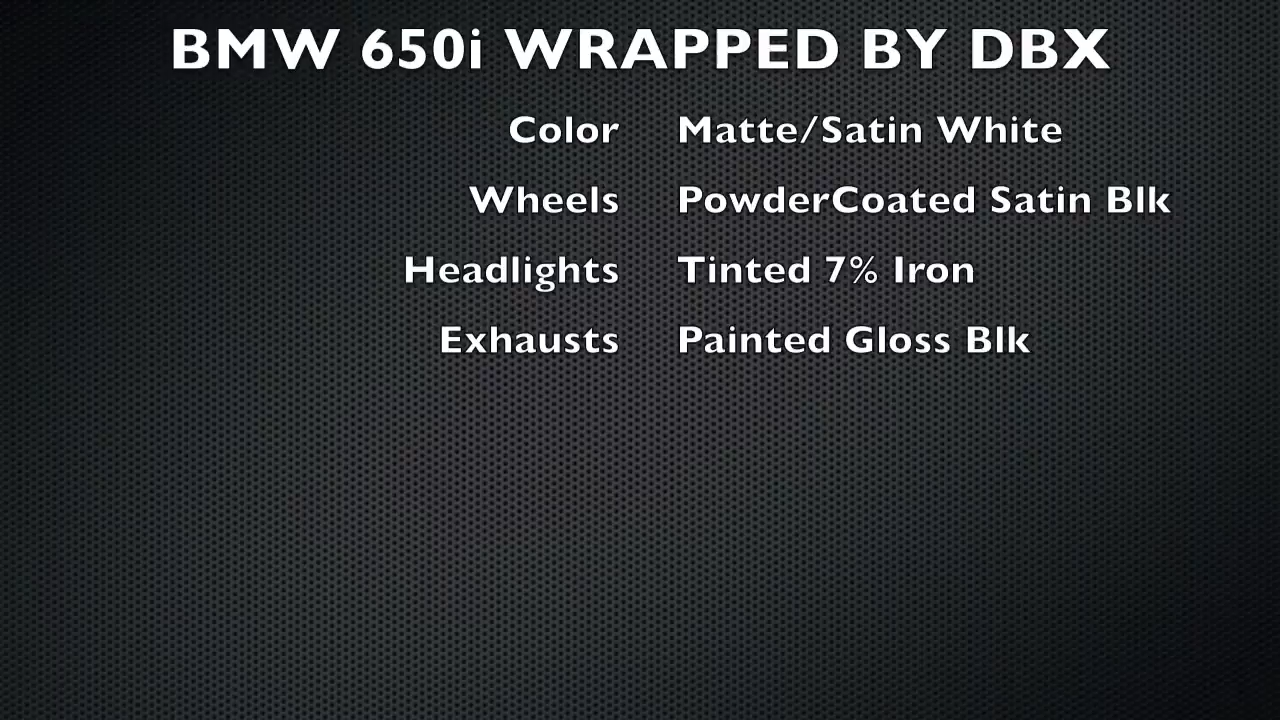 BMW 650i WRAPPED BY DBX
Color Matte/Satin White
Wheels PowderCoated Satin Blk
Headlights Tinted 7% Iron
Exhausts Painted Gloss Blk